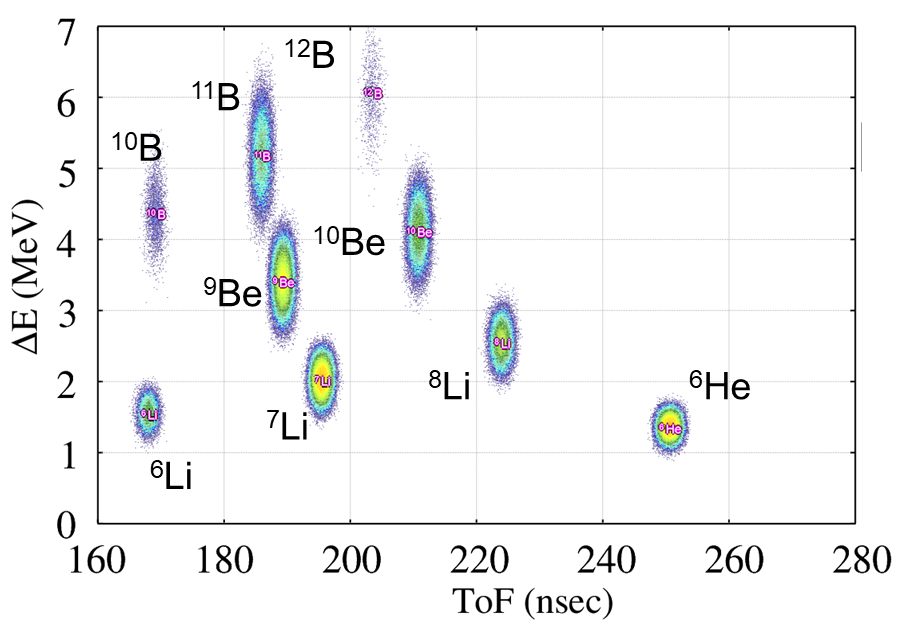 7
¹²B
6
¹²B
¹¹B
¹¹B
5
¹⁰B
¹⁰B
4
¹⁰Be
¹⁰Be
3
⁹Be
⁹Be
⁸Li
⁸Li
2
⁷Li
⁷Li
⁶He
⁶He
⁶Li
⁶Li
1
0
ΔE (MeV)
160 180 200 220 240 260 280
ToF (nsec)